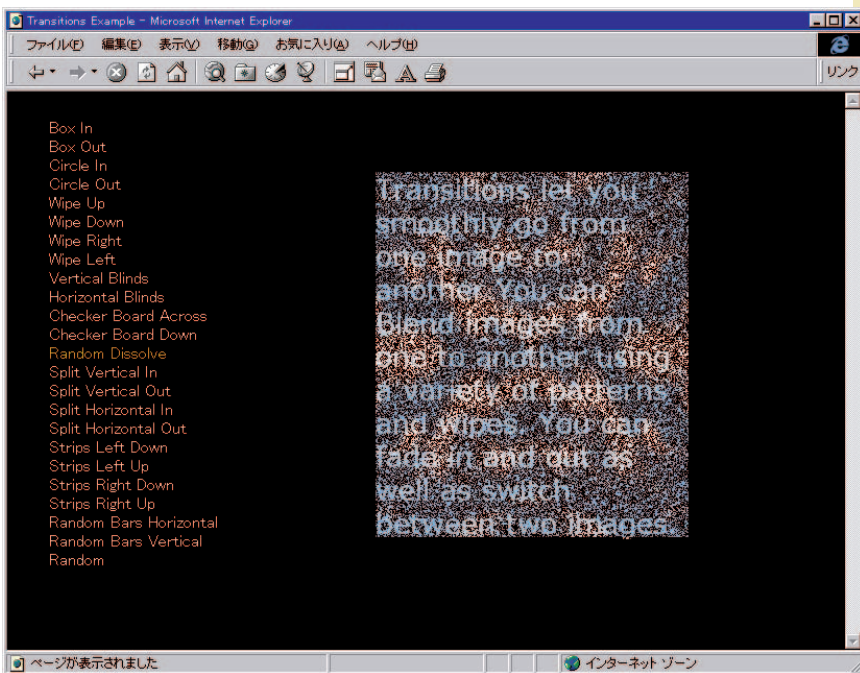 Transitions Example - Microsoft Internet Explorer
ファイル(F) 編集(E) 表示(V) 移動(G) お気に入り(A) ヘルプ(H)
リンク
Box In
Box Out
Circle In
Circle Out
Wipe Up
Wipe Down
Wipe Right
Wipe Left
Vertical Blinds
Horizontal Blinds
Checker Board Across
Checker Board Down
Random Dissolve
Split Vertical In
Split Vertical Out
Split Horizontal In
Split Horizontal Out
Strips Left Down
Strips Left Up
Strips Right Down
Strips Right Up
Random Bars Horizontal
Random Bars Vertical
Random
Transitions let you
smoothly go from
one image to
another. You can
blend images from
one to another using
a variety of patterns
and wipes. You can
fade in and out as
well as switch
between two images.
ページが表示されました
インターネット ゾーン